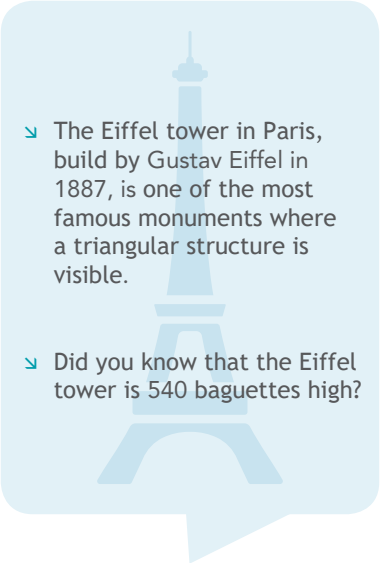 The Eiffel tower in Paris,
build by Gustav Eiffel in
1887, is one of the most
famous monuments where
a triangular structure is
visible.
Did you know that the Eiffel
tower is 540 baguettes high?